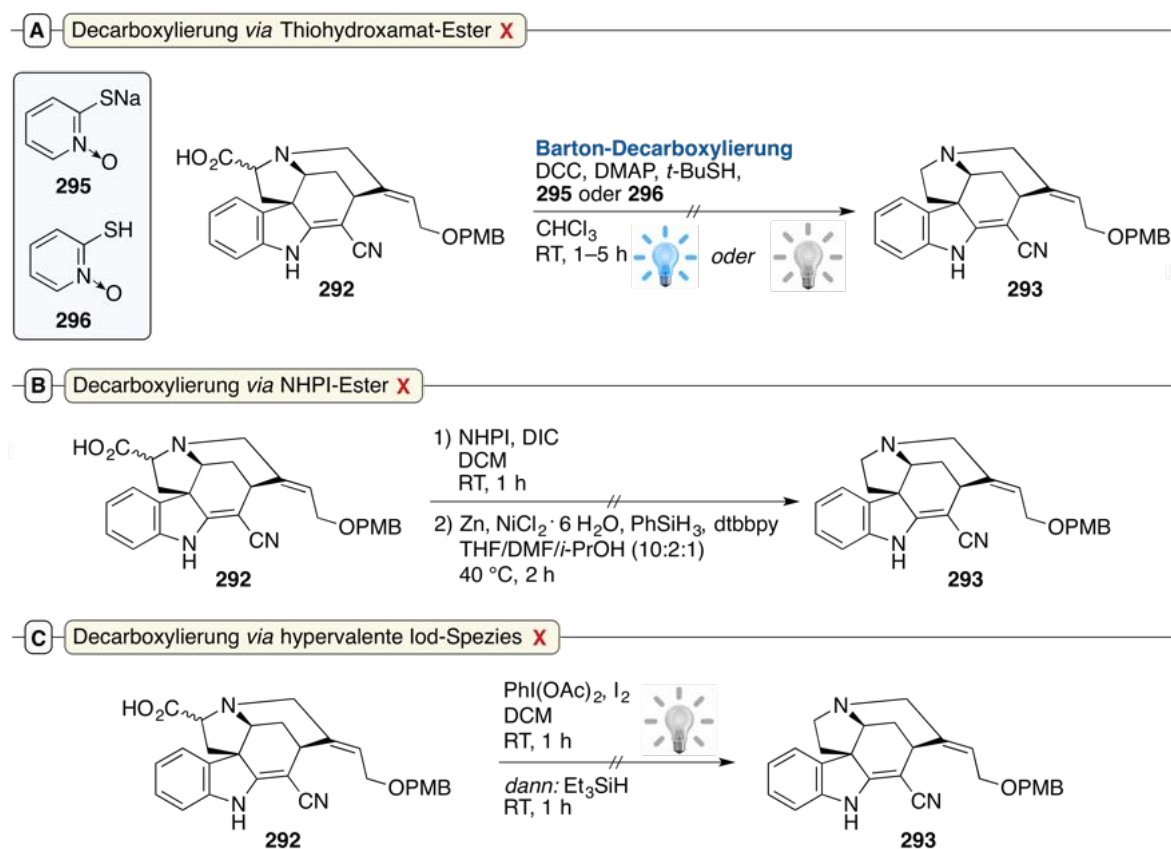 A Decarboxylierung via Thiohydroxamat-Ester X
SNa
N
O
295
SH
N
O
296
HO2C
N
N
H
CN
OPMB
292
Barton-Decarboxylierung
DCC, DMAP, t-BuSH,
295 oder 296
CHCl3
RT, 1–5 h
oder
N
N
H
CN
OPMB
293
B Decarboxylierung via NHPI-Ester X
HO2C
N
N
H
CN
OPMB
292
1) NHPI, DIC
DCM
RT, 1 h
2) Zn, NiCl2 · 6 H2O, PhSiH3, dtbbpy
THF/DMF/i-PrOH (10:2:1)
40 °C, 2 h
N
N
H
CN
OPMB
293
C Decarboxylierung via hypervalente Iod-Spezies X
HO2C
N
N
H
CN
OPMB
292
PhI(OAc)2, I2
DCM
RT, 1 h
dann: Et3SiH
RT, 1 h
N
N
H
CN
OPMB
293